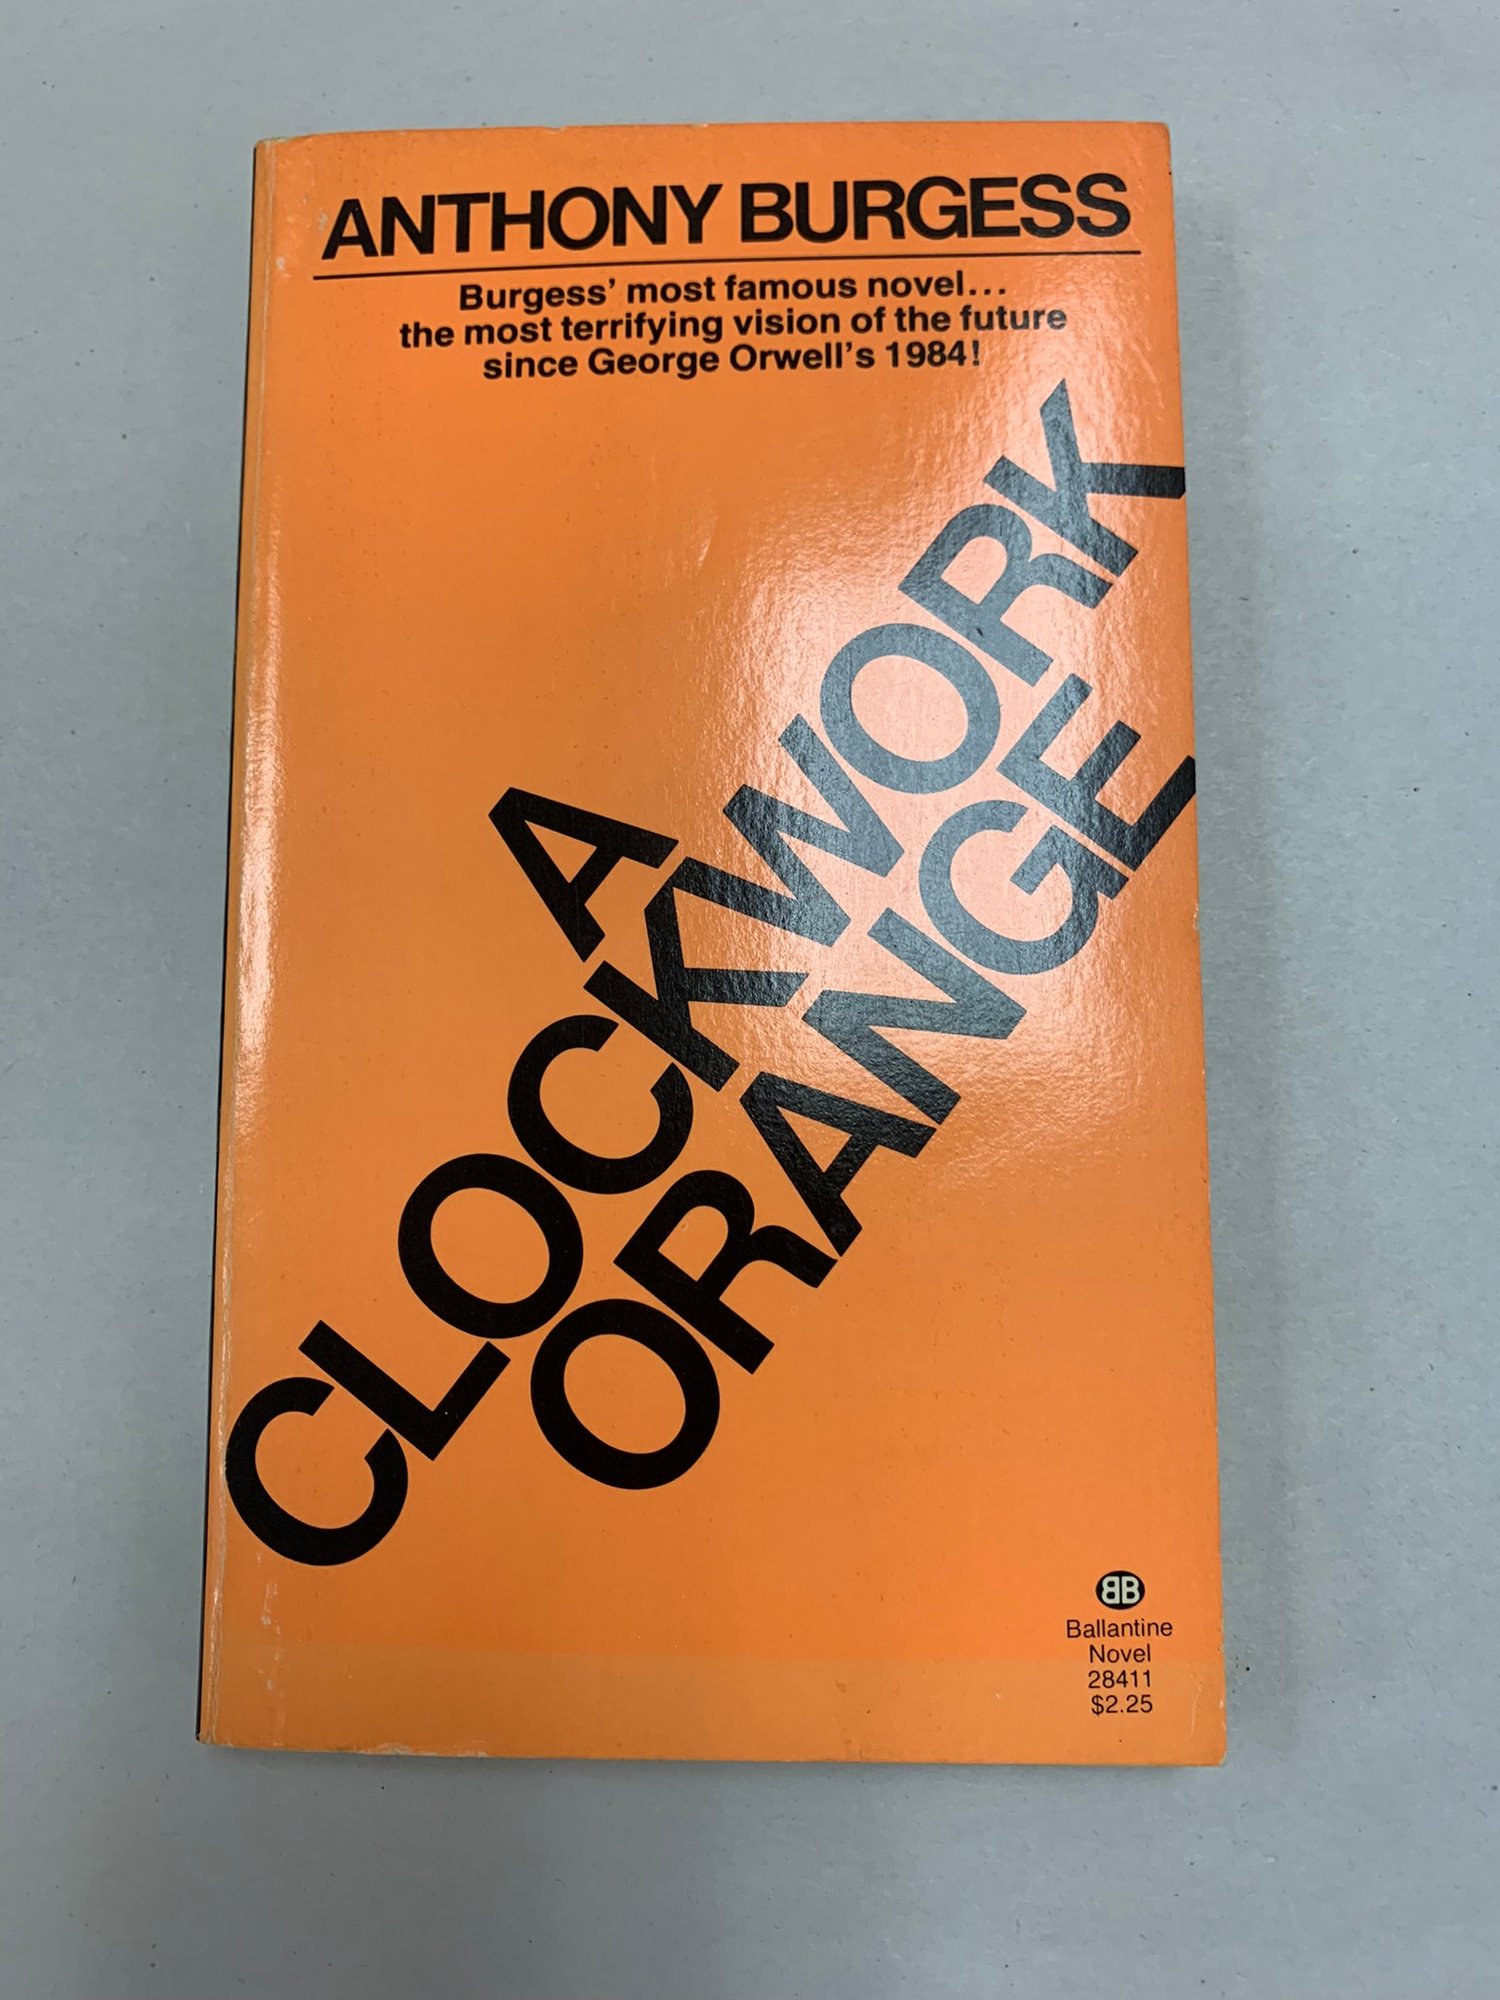 ANTHONY BURGESS
Burgess' most famous novel...
the most terrifying vision of the future
since George Orwell's 1984!
A
CLOCKWORK
ORANGE
BB
Ballantine
Novel
28411
$2.25